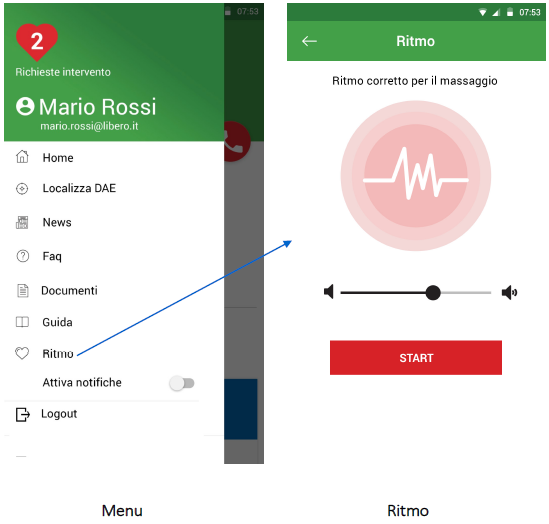 2
Richieste intervento
Mario Rossi
mario.rossi@libero.it
Home
Localizza DAE
News
Faq
Documenti
Guida
Ritmo
Attiva notifiche
Logout
07:53
Menu
07:53
Ritmo
Ritmo corretto per il massaggio
START
Ritmo